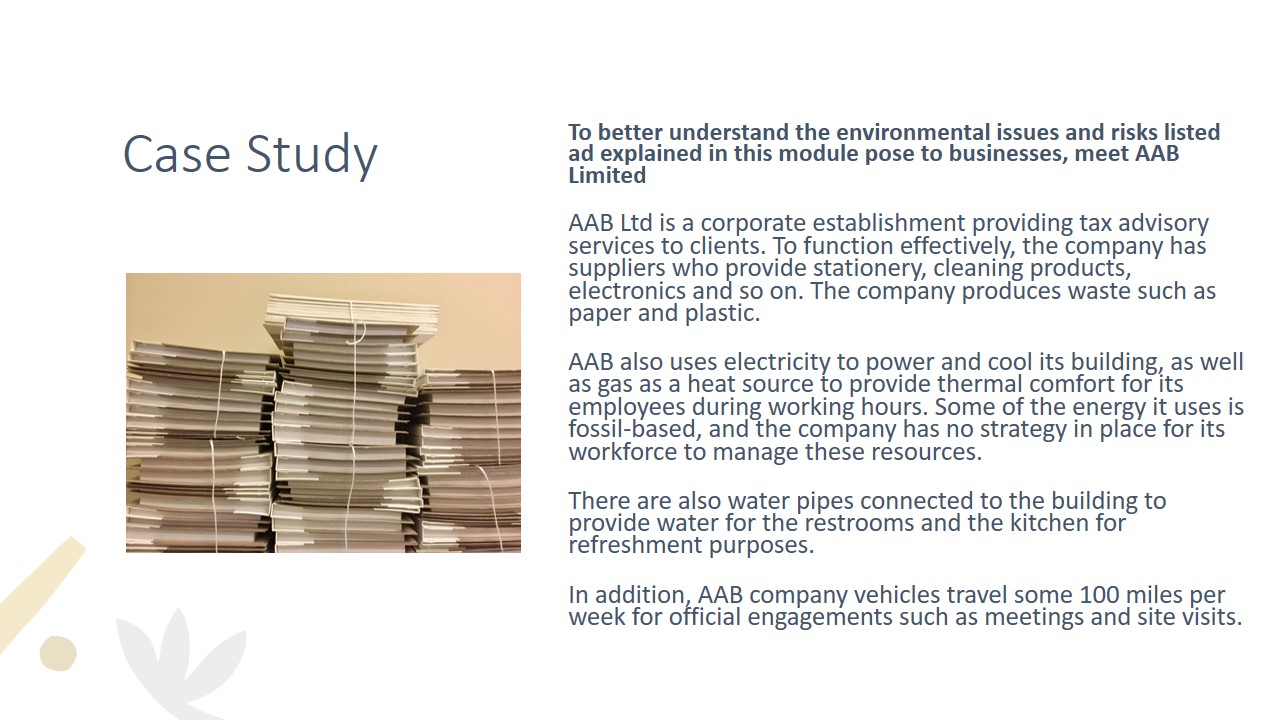 Case Study
To better understand the environmental issues and risks listed
ad explained in this module pose to businesses, meet AAB
Limited
AAB Ltd is a corporate establishment providing tax advisory
services to clients. To function effectively, the company has
suppliers who provide stationery, cleaning products,
electronics and so on. The company produces waste such as
paper and plastic.
AAB also uses electricity to power and cool its building, as well
as gas as a heat source to provide thermal comfort for its
employees during working hours. Some of the energy it uses is
fossil-based, and the company has no strategy in place for its
workforce to manage these resources.
There are also water pipes connected to the building to
provide water for the restrooms and the kitchen for
refreshment purposes.
In addition, AAB company vehicles travel some 100 miles per
week for official engagements such as meetings and site visits.